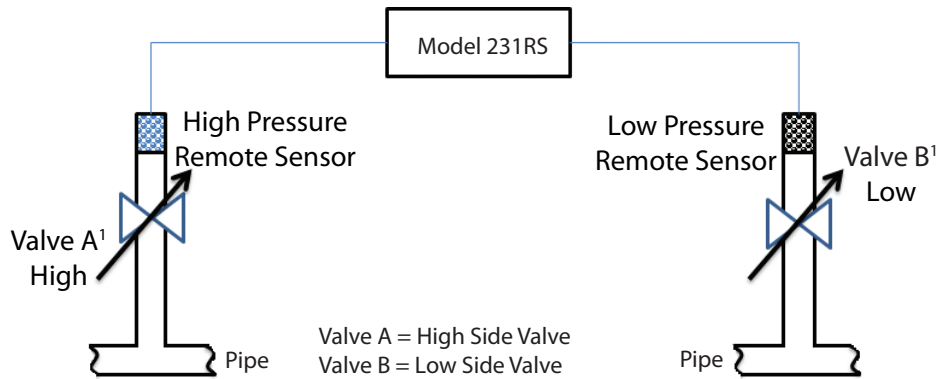 Model 231RS
High Pressure
Remote Sensor
Low Pressure
Remote Sensor
Valve B¹
Low
Valve A¹
High
Valve A = High Side Valve
Valve B = Low Side Valve
Pipe
Pipe